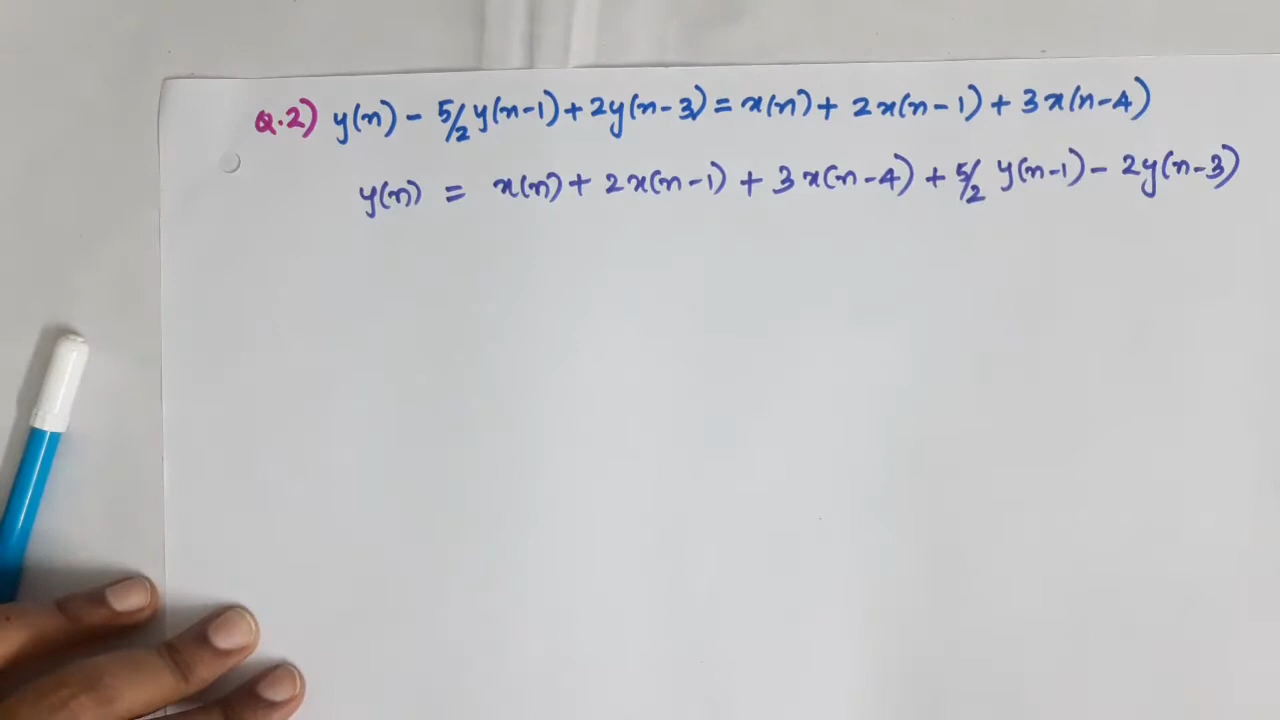 Q.2) y(n) - 5/2 y(n-1) + 2y(n-3) = x(n) + 2x(n-1) + 3x(n-4)
y(n) = x(n) + 2x(n-1) + 3x(n-4) + 5/2 y(n-1) - 2y(n-3)